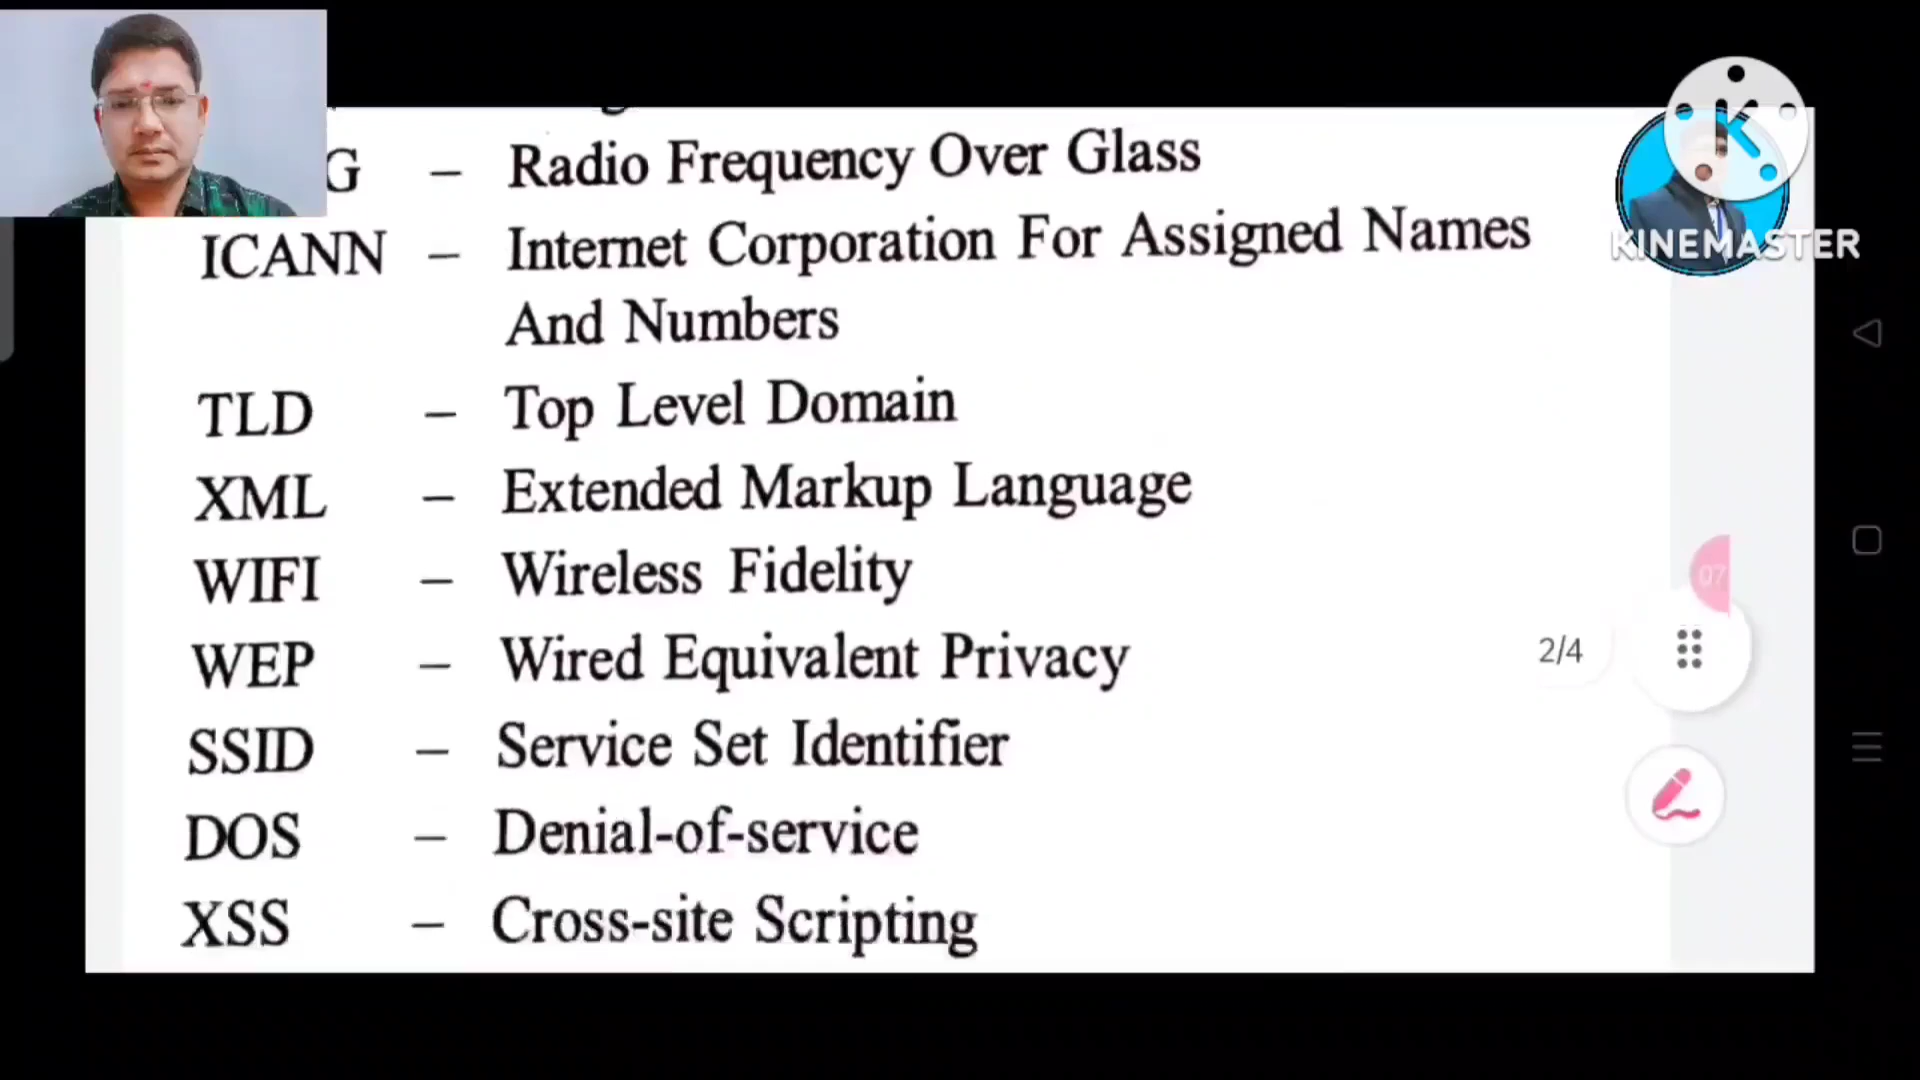 G – Radio Frequency Over Glass
ICANN – Internet Corporation For Assigned Names
And Numbers
TLD – Top Level Domain
XML – Extended Markup Language
WIFI – Wireless Fidelity
WEP – Wired Equivalent Privacy
SSID – Service Set Identifier
DOS – Denial-of-service
XSS – Cross-site Scripting
KINEMASTER
07
2/4